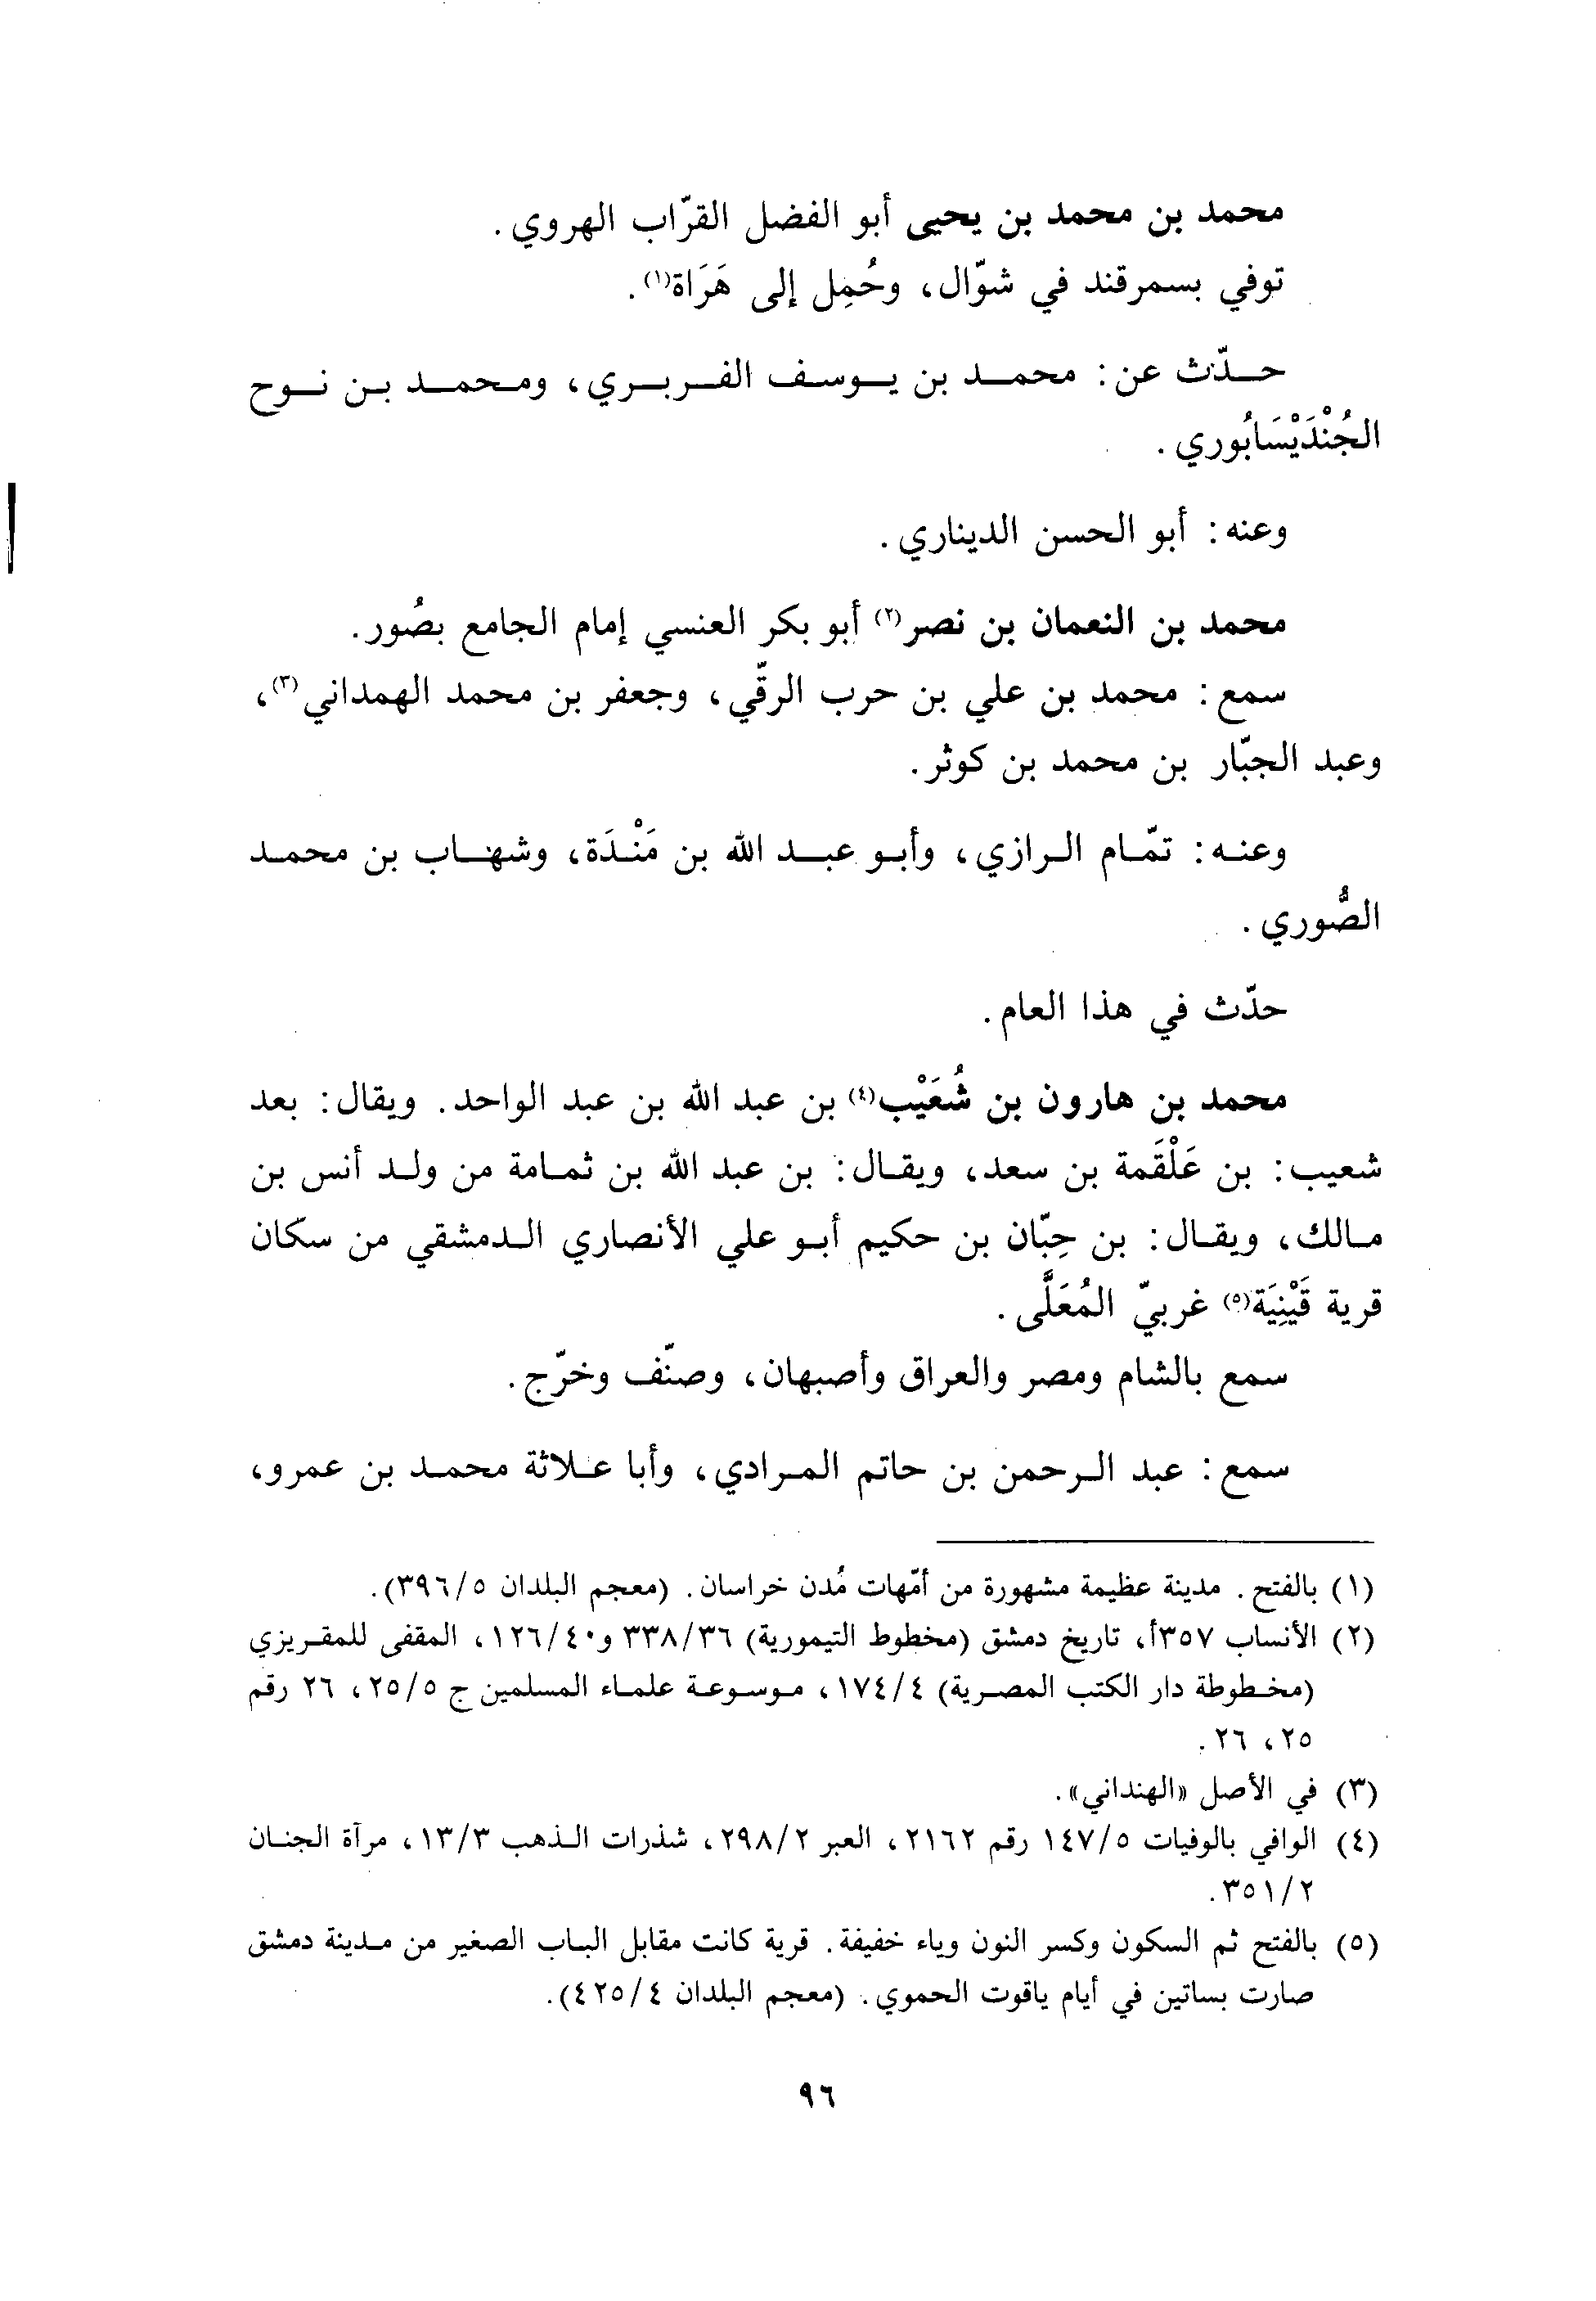 محمد بن محمد بن يحيى أبو الفضل القرّاب الهروي.
توفي بسمرقند في شوّال، وحُمِل إلى هَرَاة(١).
حدّث عن: محمد بن يوسف الفربري، ومحمد بن نوح
الجُنْدَيْسَابُوري.
وعنه: أبو الحسن الديناري.
محمد بن النعمان بن نصر(٢) أبو بكر العنسي إمام الجامع بصُور.
سمع: محمد بن علي بن حرب الرقّي، وجعفر بن محمد الهمداني(٣)،
وعبد الجبّار بن محمد بن كوثر.
وعنه: تمّام الرازي، وأبو عبد الله بن مَنْدَة، وشهاب بن محمد
الصُّوري.
حدّث في هذا العام.
محمد بن هارون بن شُعَيْب(٤) بن عبد الله بن عبد الواحد. ويقال: بعد
شعيب: بن عَلْقَمة بن سعد، ويقال: بن عبد الله بن ثمامة من ولد أنس بن
مالك، ويقال: بن حِبّان بن حكيم أبو علي الأنصاري الدمشقي من سكان
قرية قَيْنِيَة(٥) غربيّ المُعَلَّى.
سمع بالشام ومصر والعراق وأصبهان، وصنّف وخرّج.
سمع: عبد الرحمن بن حاتم المرادي، وأبا علاثة محمد بن عمرو،
(١) بالفتح. مدينة عظيمة مشهورة من أمّهات مُدن خراسان. (معجم البلدان ٣٩٦/٥).
(٢) الأنساب ٣٥٧أ، تاريخ دمشق (مخطوط التيمورية) ٣٣٨/٣٦ و١٢٦/٤٠، المقفى للمقريزي
(مخطوطة دار الكتب المصرية) ١٧٤/٤، موسوعة علماء المسلمين ج ٢٥/٥، ٢٦ رقم
٢٥، ٢٦.
(٣) في الأصل «الهنداني».
(٤) الوافي بالوفيات ١٤٧/٥ رقم ٢١٦٢، العبر ٢٩٨/٢، شذرات الذهب ١٣/٣، مرآة الجنان
٣٥١/٢.
(٥) بالفتح ثم السكون وكسر النون وياء خفيفة. قرية كانت مقابل الباب الصغير من مدينة دمشق
صارت بساتين في أيام ياقوت الحموي. (معجم البلدان ٤٢٥/٤).
٩٦